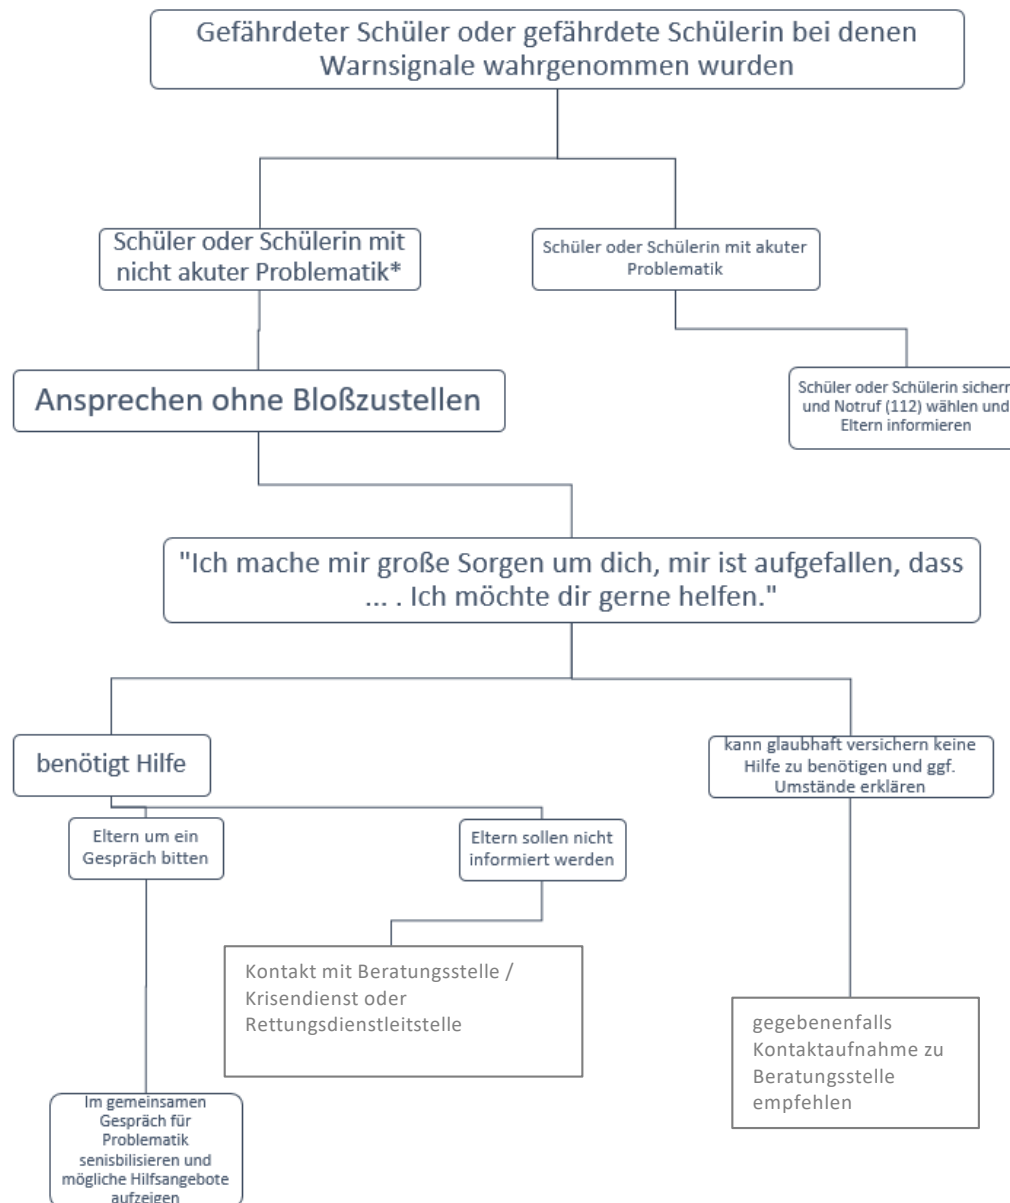 Gefährdeter Schüler oder gefährdete Schülerin bei denen
Warnsignale wahrgenommen wurden
Schüler oder Schülerin mit
nicht akuter Problematik*
Schüler oder Schülerin mit akuter
Problematik
Ansprechen ohne Bloßzustellen
Schüler oder Schülerin sichern
und Notruf (112) wählen und
Eltern informieren
"Ich mache mir große Sorgen um dich, mir ist aufgefallen, dass
... . Ich möchte dir gerne helfen."
benötigt Hilfe
kann glaubhaft versichern keine
Hilfe zu benötigen und ggf.
Umstände erklären
Eltern um ein
Gespräch bitten
Eltern sollen nicht
informiert werden
Kontakt mit Beratungsstelle /
Krisendienst oder
Rettungsdienstleitstelle
gegebenenfalls
Kontaktaufnahme zu
Beratungsstelle
empfehlen
Im gemeinsamen
Gespräch für
Problematik
senisbilisieren und
mögliche Hilfsangebote
aufzeigen